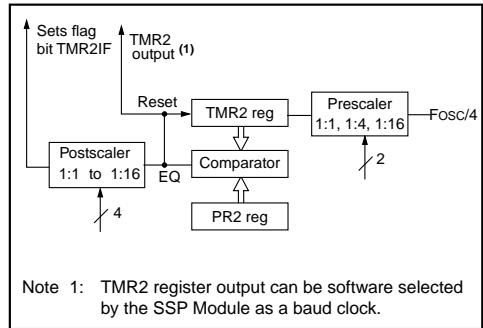 Sets flag
bit TMR2IF
TMR2
output (1)
Reset
TMR2 reg
Prescaler
1:1, 1:4, 1:16
FOSC/4
2
Postscaler
1:1 to 1:16
EQ
Comparator
4
PR2 reg
Note 1: TMR2 register output can be software selected
by the SSP Module as a baud clock.